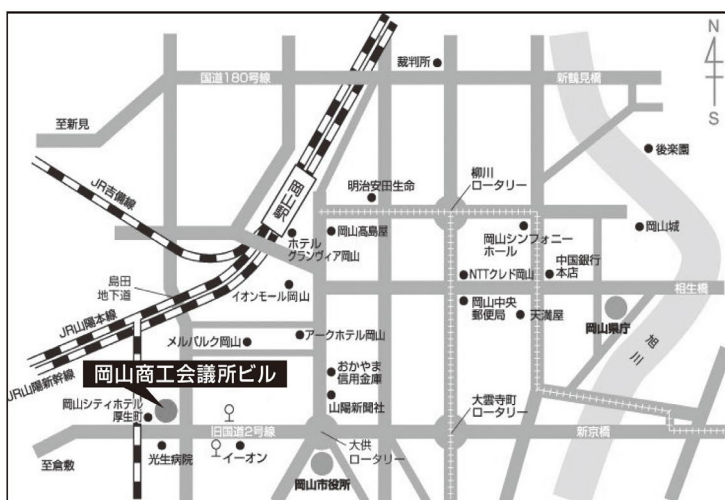 N
S
裁判所
国道180号線
新鶴見橋
至新見
後楽園
JR吉備線
岡山駅
明治安田生命
柳川
ロータリー
岡山高島屋
岡山シンフォニー
ホール
岡山城
ホテル
グランヴィア岡山
中国銀行
本店
NTTクレド岡山
島田
地下道
イオンモール岡山
相生橋
岡山中央
郵便局
天満屋
岡山県庁
JR山陽本線
メルパルク岡山
アークホテル岡山
旭川
JR山陽新幹線
岡山商工会議所ビル
おかやま
信用金庫
岡山シティホテル
厚生町
山陽新聞社
大雲寺町
ロータリー
旧国道2号線
新京橋
至倉敷
光生病院
イーオン
大供
ロータリー
岡山市役所